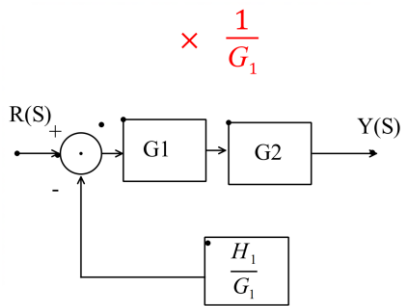 × 1/G₁
R(S)
+
G1
G2
Y(S)
-
H₁/G₁